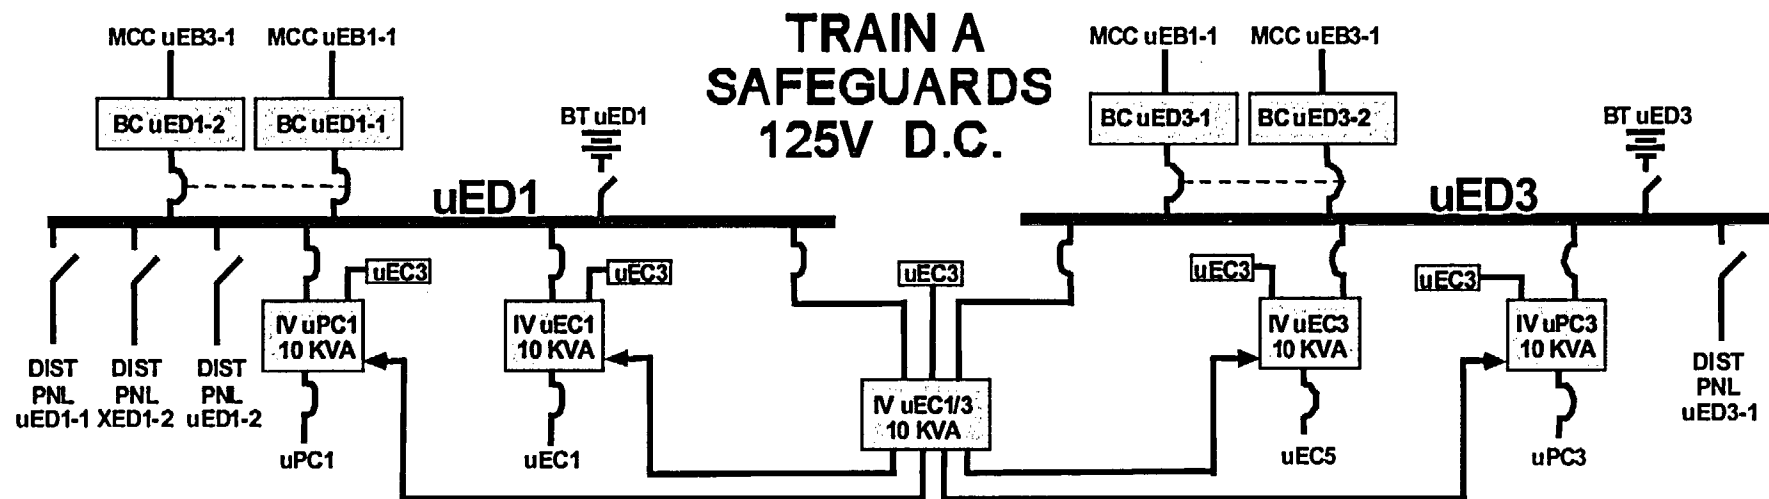 TRAIN A
SAFEGUARDS
125V D.C.
MCC uEB3-1
MCC uEB1-1
BC uED1-2
BC uED1-1
BT uED1
uED1
MCC uEB1-1
MCC uEB3-1
BC uED3-1
BC uED3-2
BT uED3
uED3
uEC3
uEC3
uEC3
uEC3
uEC3
IV uPC1
10 KVA
IV uEC1
10 KVA
IV uEC1/3
10 KVA
IV uEC3
10 KVA
IV uPC3
10 KVA
DIST
PNL
uED1-1
DIST
PNL
XED1-2
DIST
PNL
uED1-2
uPC1
uEC1
uEC5
uPC3
DIST
PNL
uED3-1